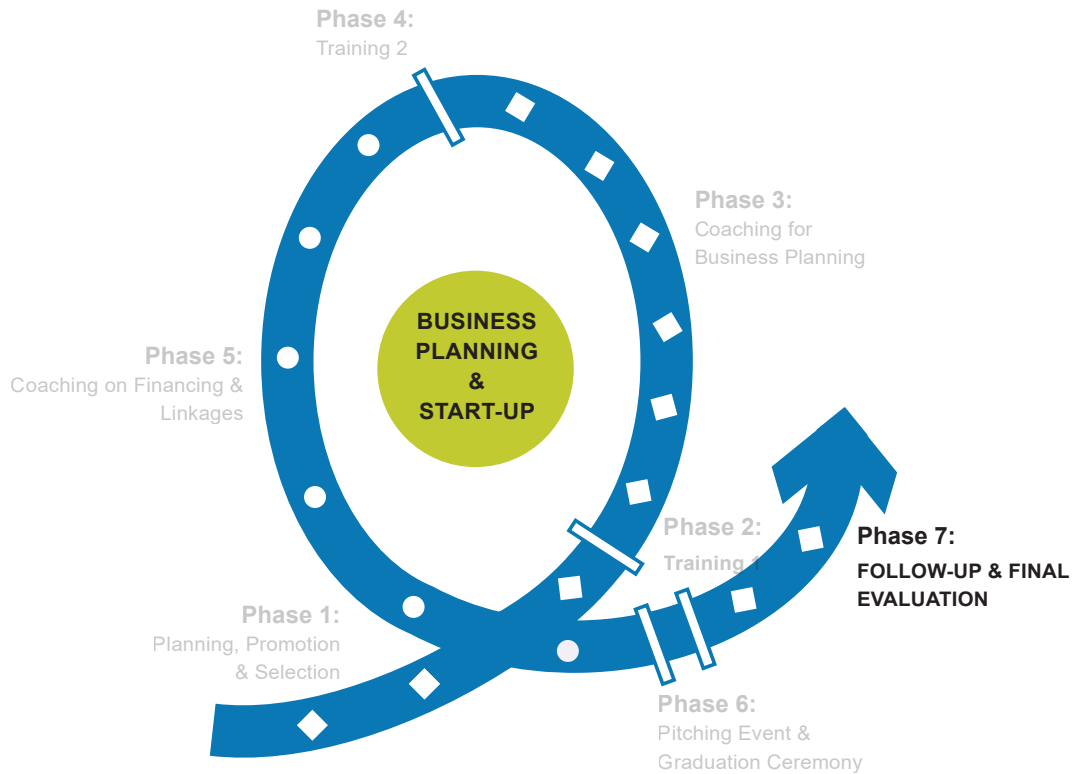 Phase 4:
Training 2
Phase 3:
Coaching for
Business Planning
BUSINESS
PLANNING
&
START-UP
Phase 5:
Coaching on Financing &
Linkages
Phase 2:
Training 1
Phase 7:
FOLLOW-UP & FINAL
EVALUATION
Phase 1:
Planning, Promotion
& Selection
Phase 6:
Pitching Event &
Graduation Ceremony